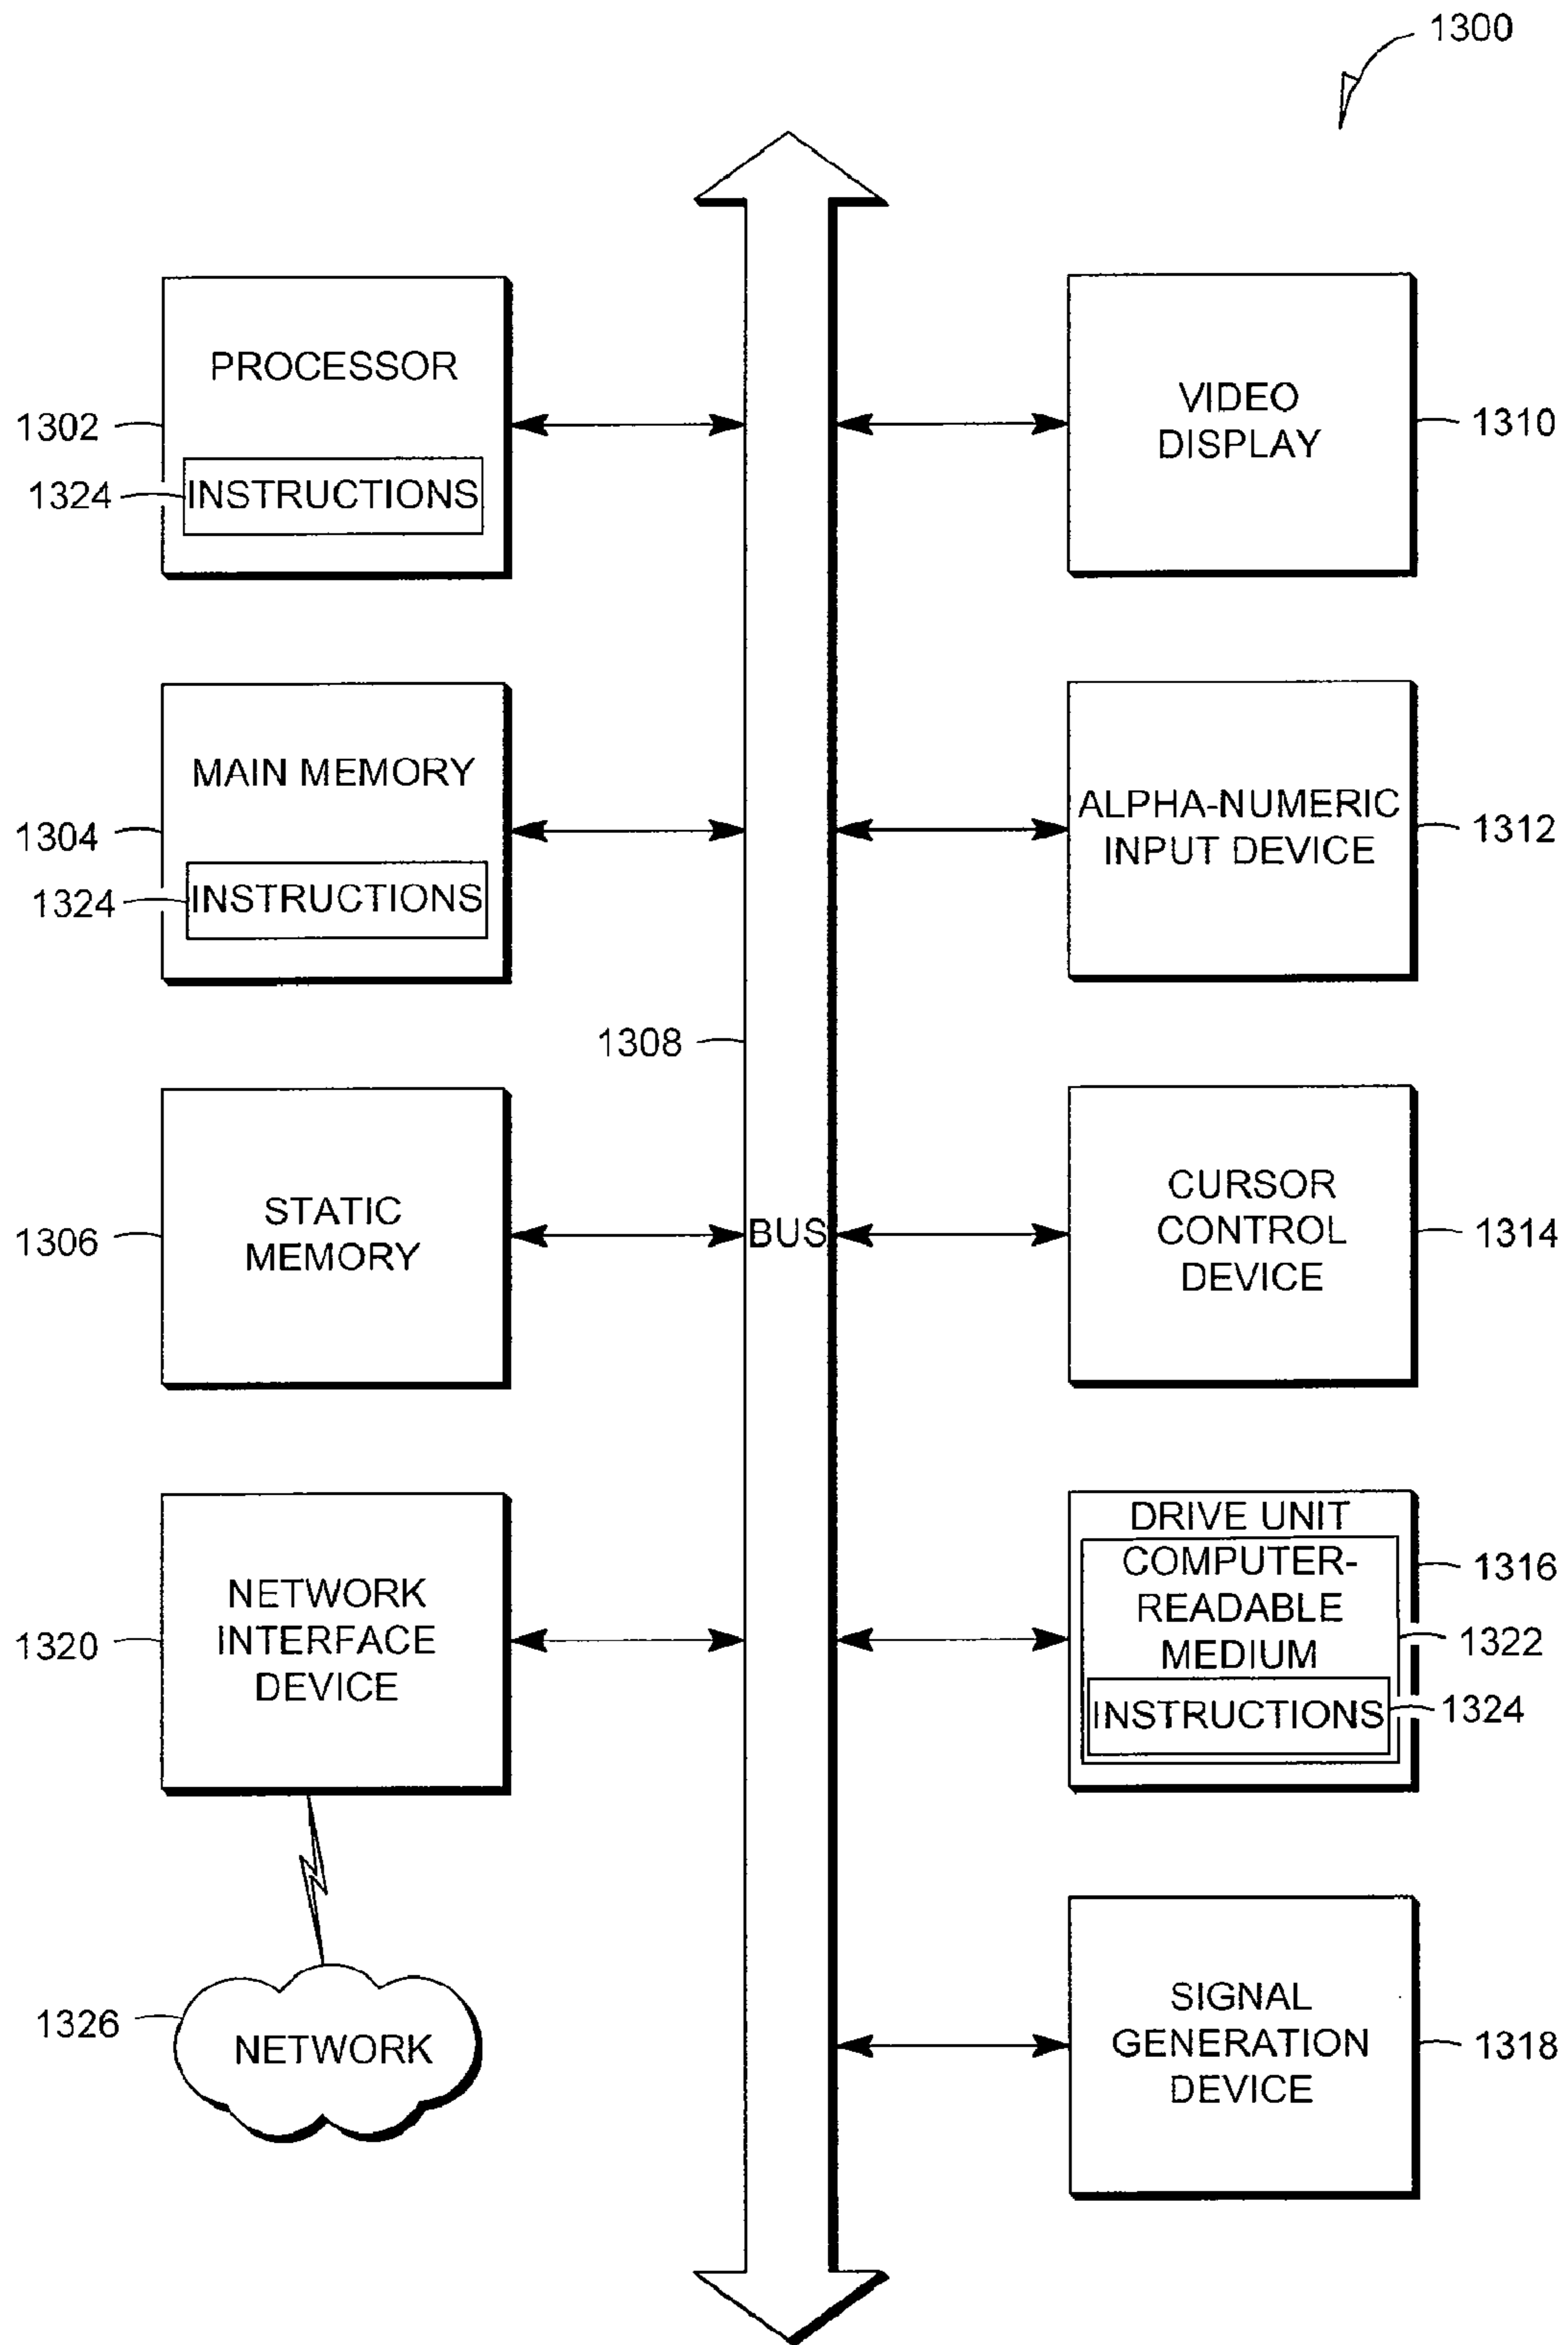 1300
PROCESSOR
1302
1324
INSTRUCTIONS
MAIN MEMORY
1304
1324
INSTRUCTIONS
1308
STATIC
MEMORY
1306
BUS
NETWORK
INTERFACE
DEVICE
1320
1326
NETWORK
VIDEO
DISPLAY
1310
ALPHA-NUMERIC
INPUT DEVICE
1312
CURSOR
CONTROL
DEVICE
1314
DRIVE UNIT
COMPUTER-
READABLE
MEDIUM
1316
1322
INSTRUCTIONS
1324
SIGNAL
GENERATION
DEVICE
1318